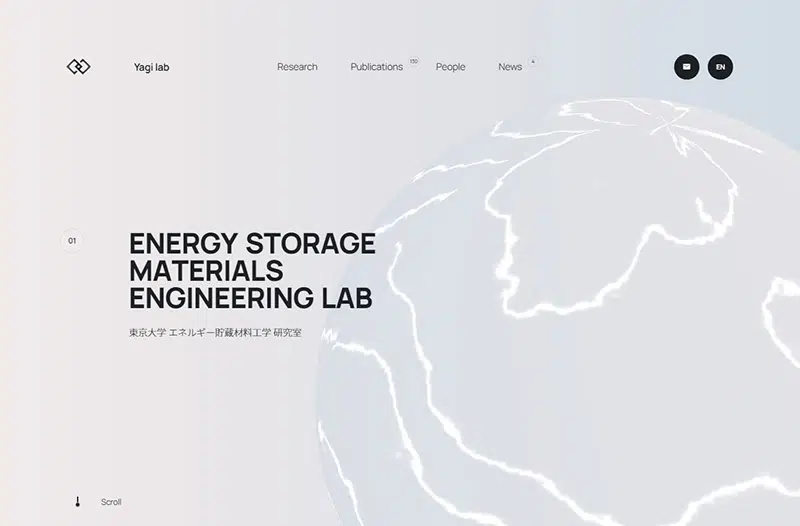 Yagi lab
Research
Publications 130
People
News 4
EN
01
ENERGY STORAGE
MATERIALS
ENGINEERING LAB
東京大学 エネルギー貯蔵材料工学 研究室
Scroll